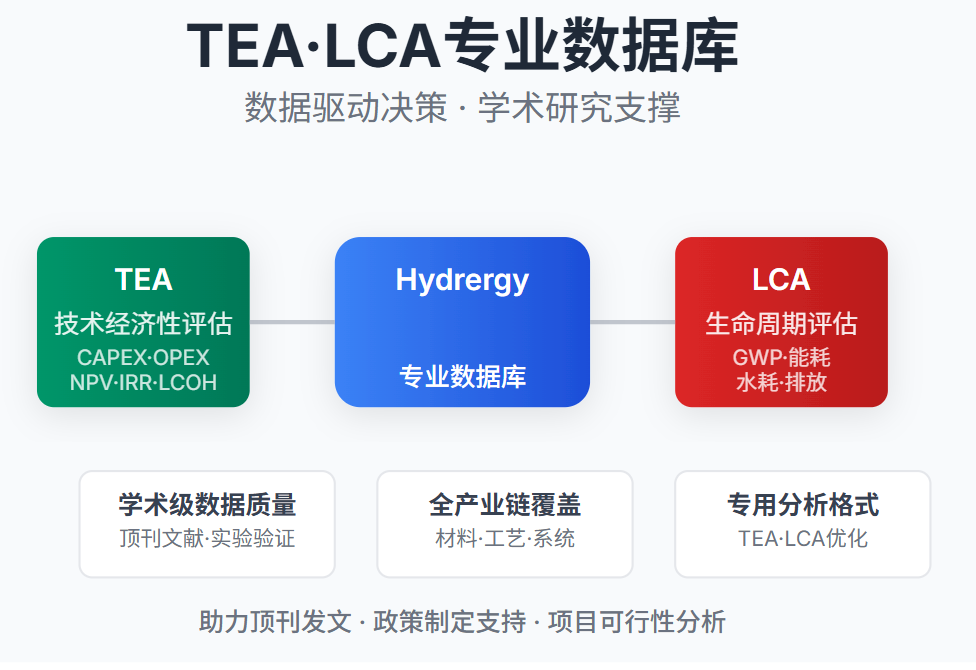 TEA·LCA专业数据库
数据驱动决策 · 学术研究支撑
TEA
技术经济性评估
CAPEX·OPEX
NPV·IRR·LCOH
Hydrergy
专业数据库
LCA
生命周期评估
GWP·能耗
水耗·排放
学术级数据质量
顶刊文献·实验验证
全产业链覆盖
材料·工艺·系统
专用分析格式
TEA·LCA优化
助力顶刊发文 · 政策制定支持 · 项目可行性分析